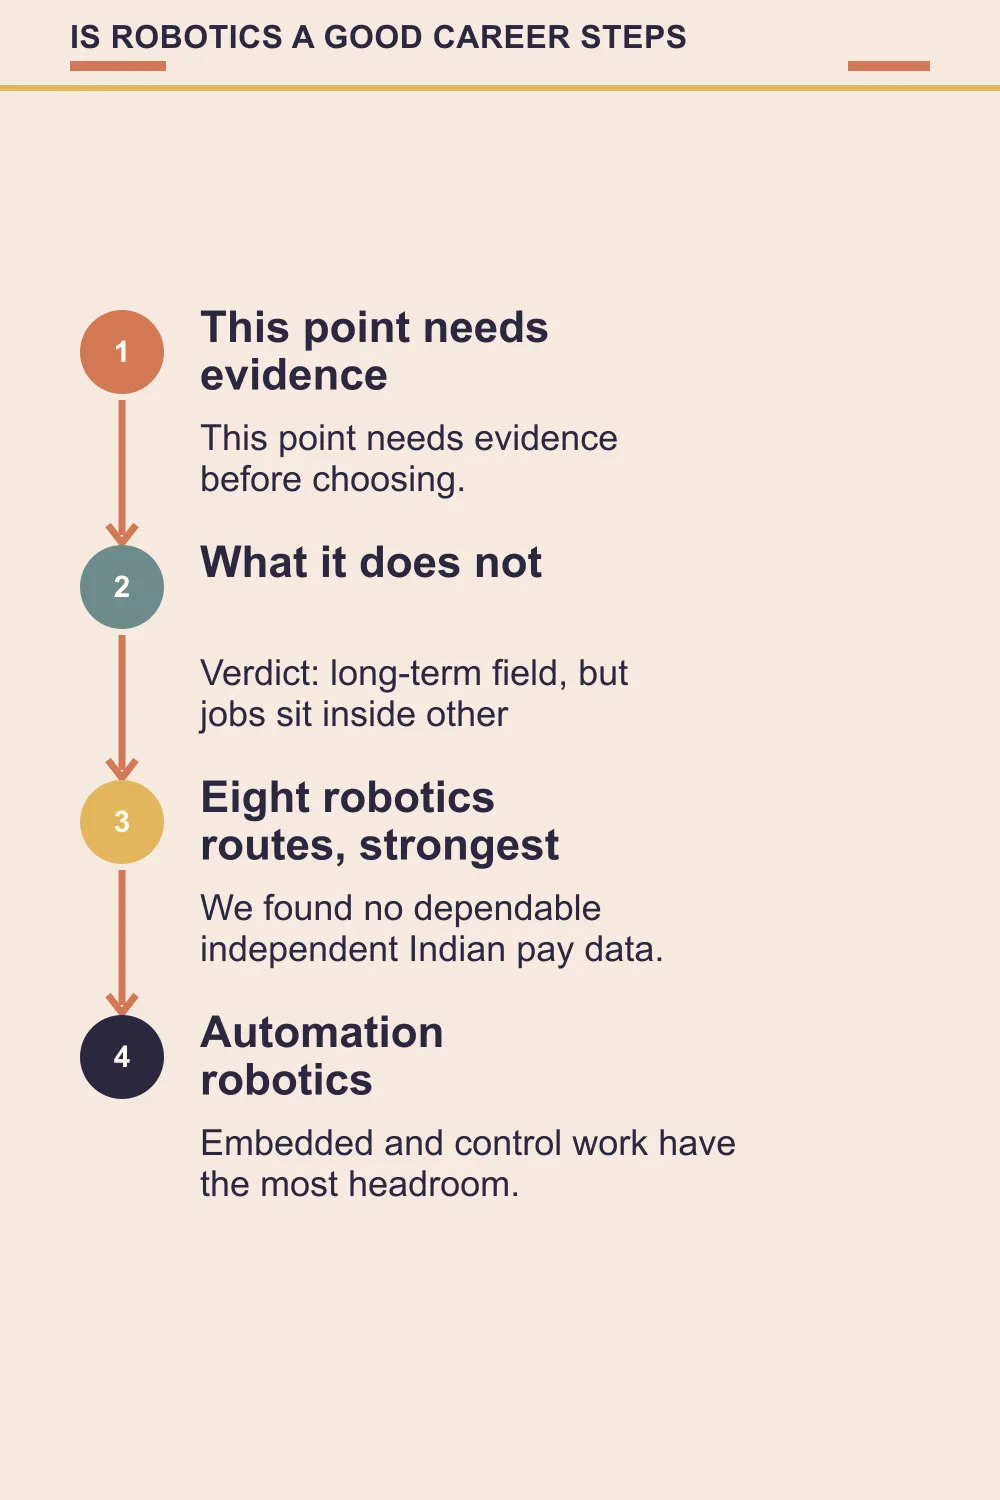 IS ROBOTICS A GOOD CAREER STEPS
1
This point needs
evidence
This point needs evidence
before choosing.
2
What it does not
Verdict: long-term field, but
jobs sit inside other
3
Eight robotics
routes, strongest
We found no dependable
independent Indian pay data.
4
Automation
robotics
Embedded and control work have
the most headroom.